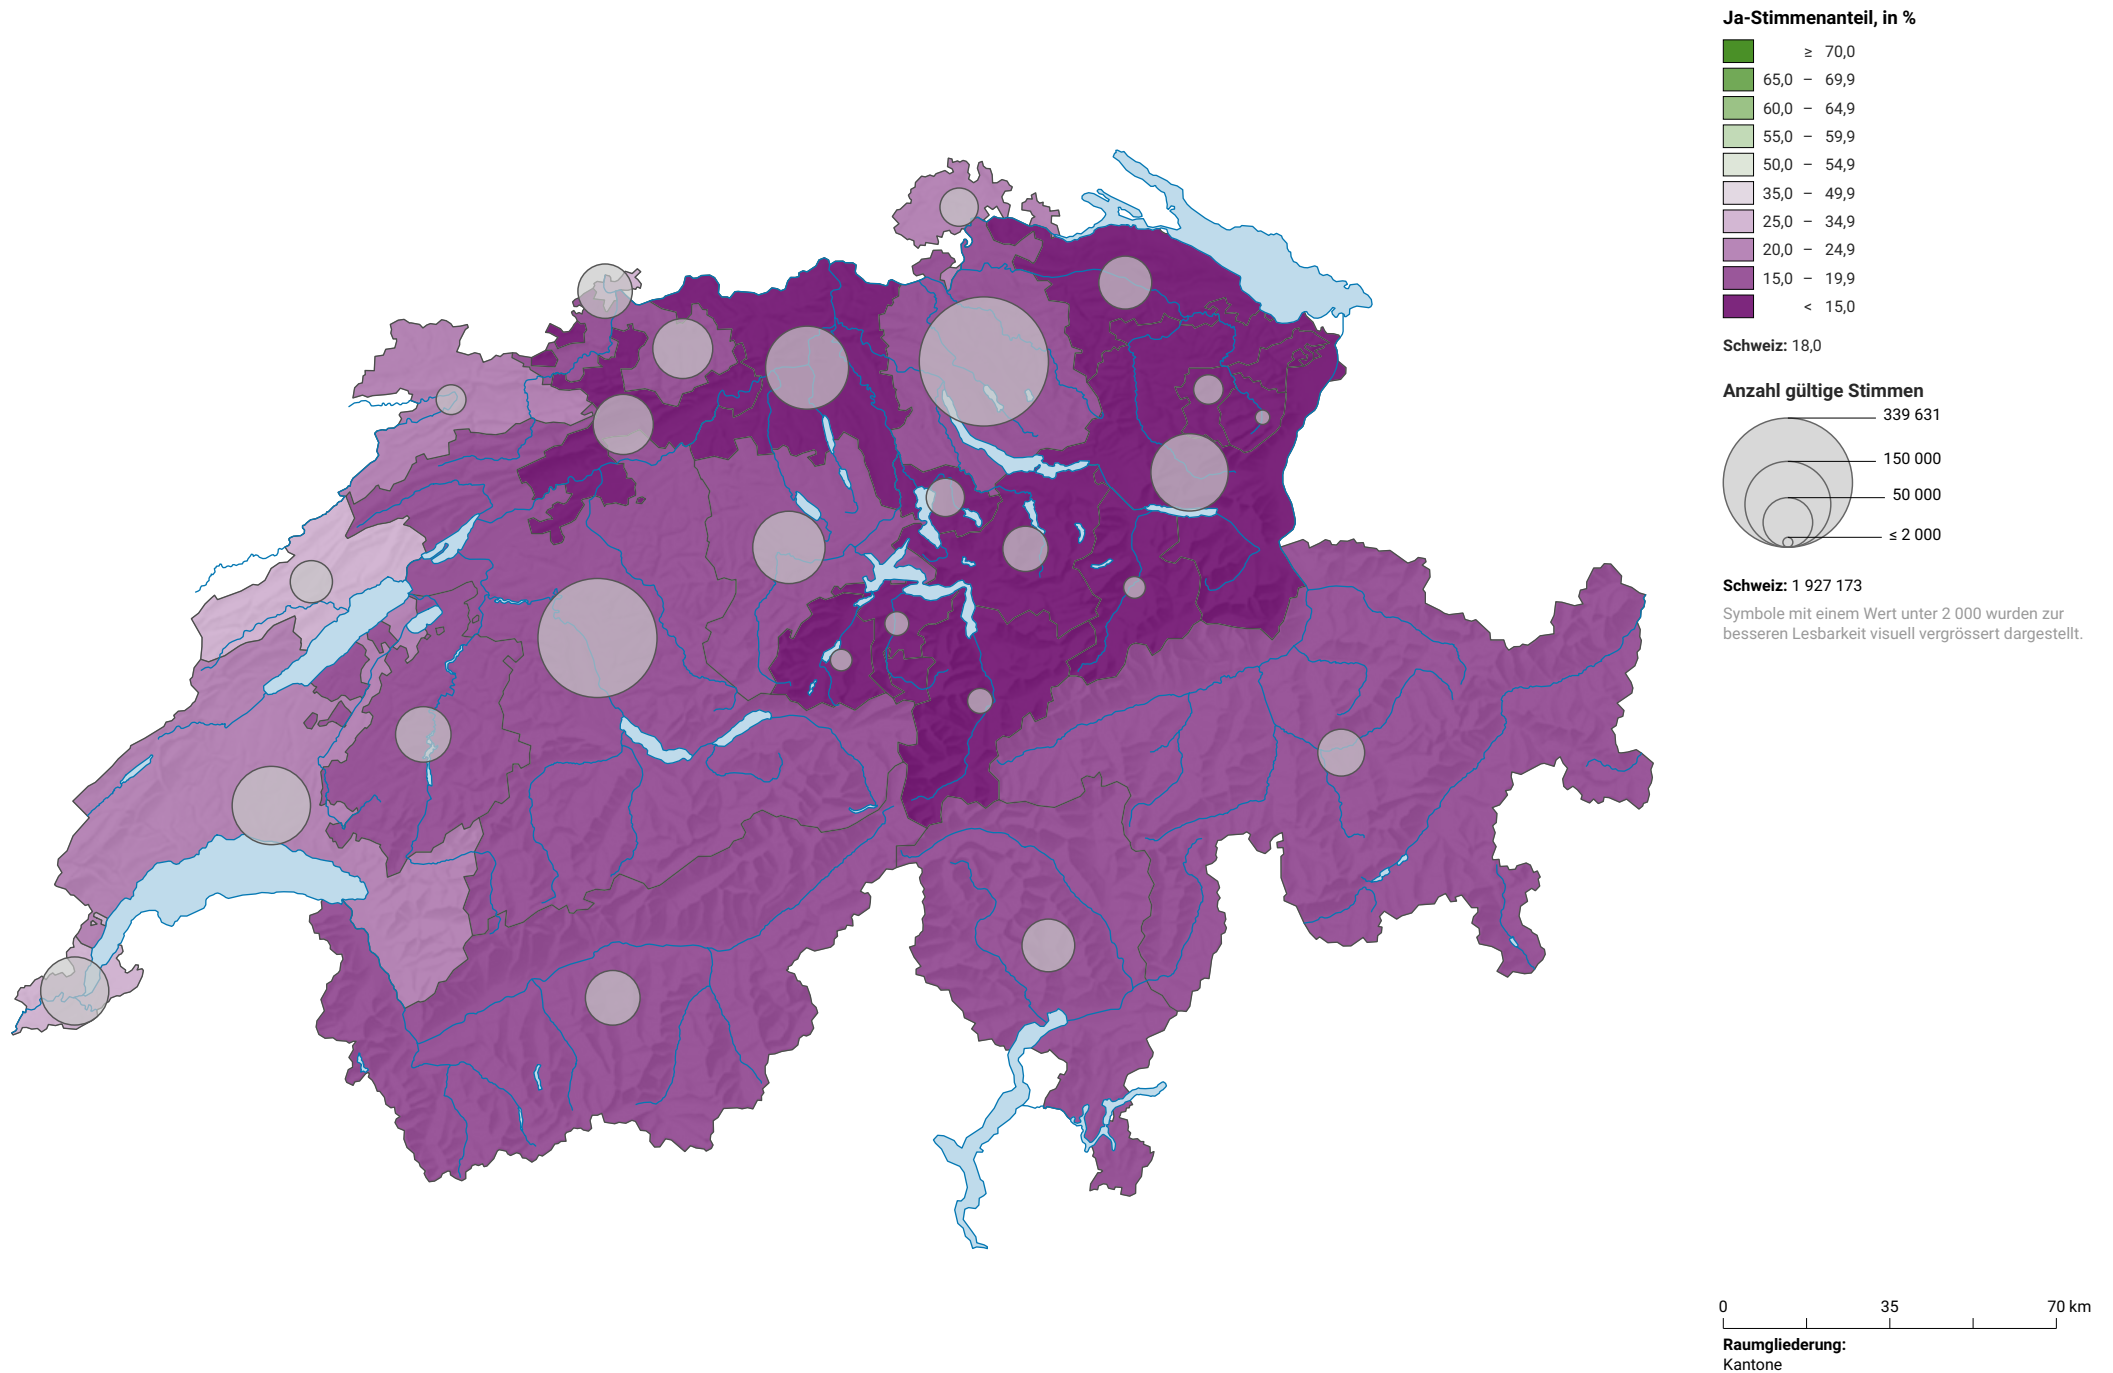 Ja-Stimmenanteil, in %
≥ 70,0
65,0 – 69,9
60,0 – 64,9
55,0 – 59,9
50,0 – 54,9
35,0 – 49,9
25,0 – 34,9
20,0 – 24,9
15,0 – 19,9
< 15,0
Schweiz: 18,0
Anzahl gültige Stimmen
339 631
150 000
50 000
≤ 2 000
Schweiz: 1 927 173
Symbole mit einem Wert unter 2 000 wurden zur
besseren Lesbarkeit visuell vergrössert dargestellt.
0 35 70 km
Raumgliederung:
Kantone